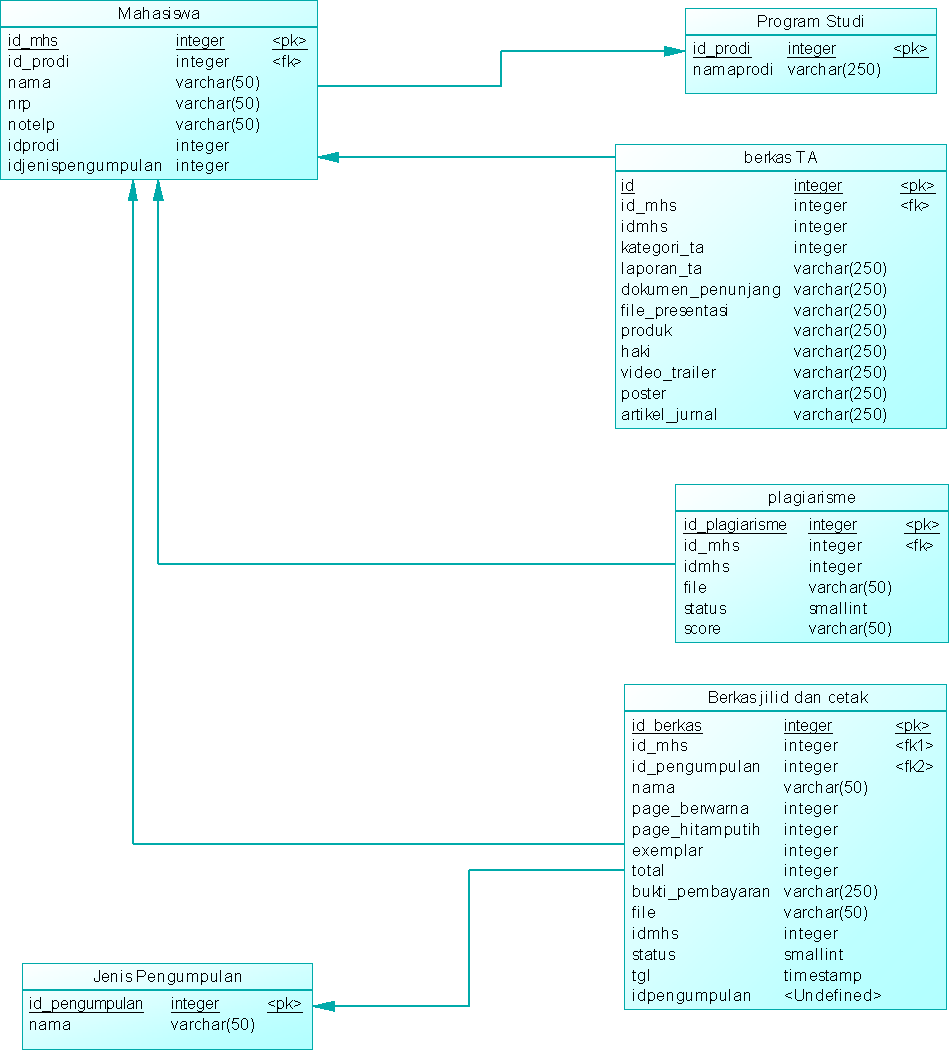 Mahasiswa
id_mhs integer <pk>
id_prodi integer <fk>
nama varchar(50)
nrp varchar(50)
notelp varchar(50)
idprodi integer
idjenispengumpulan integer
Program Studi
id_prodi integer <pk>
namaprodi varchar(250)
berkas TA
id integer <pk>
id_mhs integer <fk>
idmhs integer
kategori_ta integer
laporan_ta varchar(250)
dokumen_penunjang varchar(250)
file_presentasi varchar(250)
produk varchar(250)
haki varchar(250)
video_trailer varchar(250)
poster varchar(250)
artikel_jurnal varchar(250)
plagiarisme
id_plagiarisme integer <pk>
id_mhs integer <fk>
idmhs integer
file varchar(50)
status smallint
score varchar(50)
Berkas jilid dan cetak
id_berkas integer <pk>
id_mhs integer <fk1>
id_pengumpulan integer <fk2>
nama varchar(50)
page_berwarna integer
page_hitamputih integer
exemplar integer
total integer
bukti_pembayaran varchar(250)
file varchar(50)
idmhs integer
status smallint
tgl timestamp
idpengumpulan <Undefined>
Jenis Pengumpulan
id_pengumpulan integer <pk>
nama varchar(50)